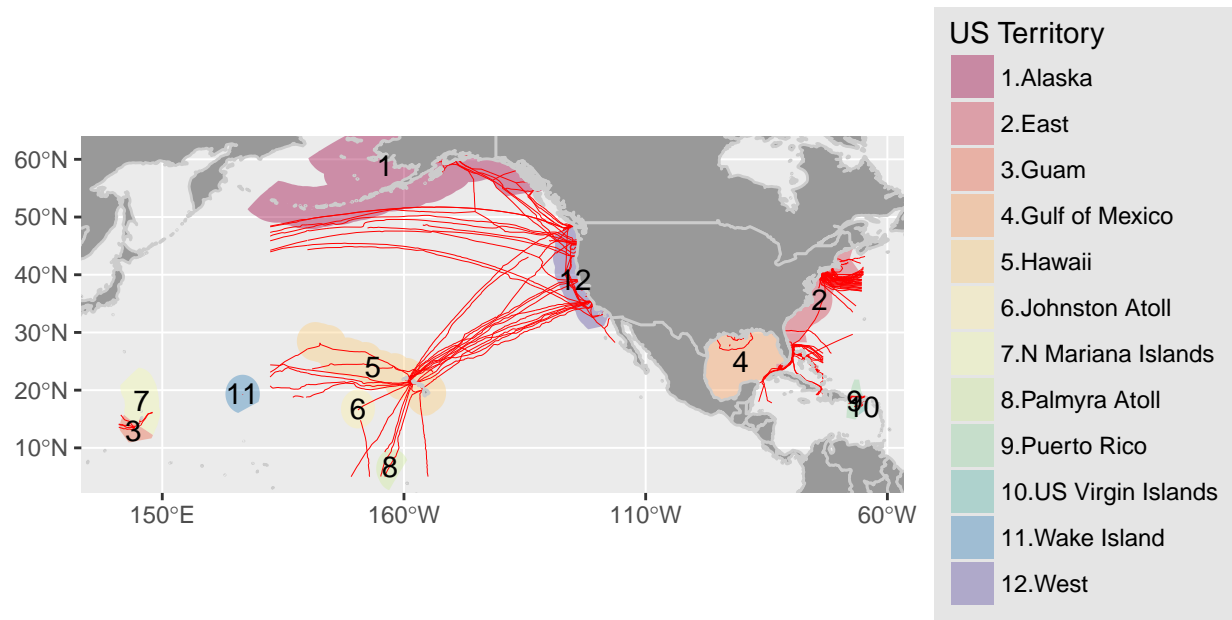 US Territory
1.Alaska
2.East
3.Guam
4.Gulf of Mexico
5.Hawaii
6.Johnston Atoll
7.N Mariana Islands
8.Palmyra Atoll
9.Puerto Rico
10.US Virgin Islands
11.Wake Island
12.West
60°N
50°N
40°N
30°N
20°N
10°N
1
12
2
4
5
11
7
6
9
10
3
8
150°E
160°W
110°W
60°W